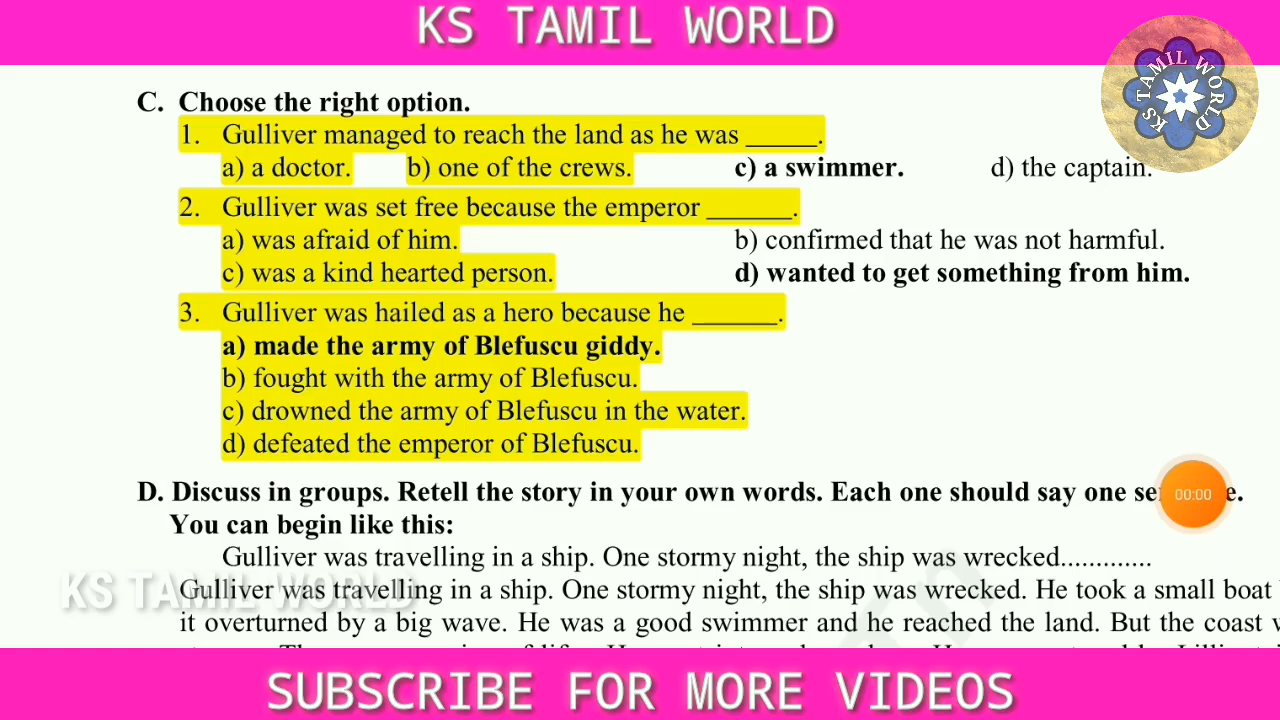 KS TAMIL WORLD
KS TAMIL WORLD
C. Choose the right option.
1. Gulliver managed to reach the land as he was _____.
a) a doctor. b) one of the crews. c) a swimmer. d) the captain.
2. Gulliver was set free because the emperor ______.
a) was afraid of him. b) confirmed that he was not harmful.
c) was a kind hearted person. d) wanted to get something from him.
3. Gulliver was hailed as a hero because he ______.
a) made the army of Blefuscu giddy.
b) fought with the army of Blefuscu.
c) drowned the army of Blefuscu in the water.
d) defeated the emperor of Blefuscu.
D. Discuss in groups. Retell the story in your own words. Each one should say one
00:00
You can begin like this:
Gulliver was travelling in a ship. One stormy night, the ship was wrecked.............
KS TAMIL WORLD
Gulliver was travelling in a ship. One stormy night, the ship was wrecked. He took a small boat
it overturned by a big wave. He was a good swimmer and he reached the land. But the coast
SUBSCRIBE FOR MORE VIDEOS